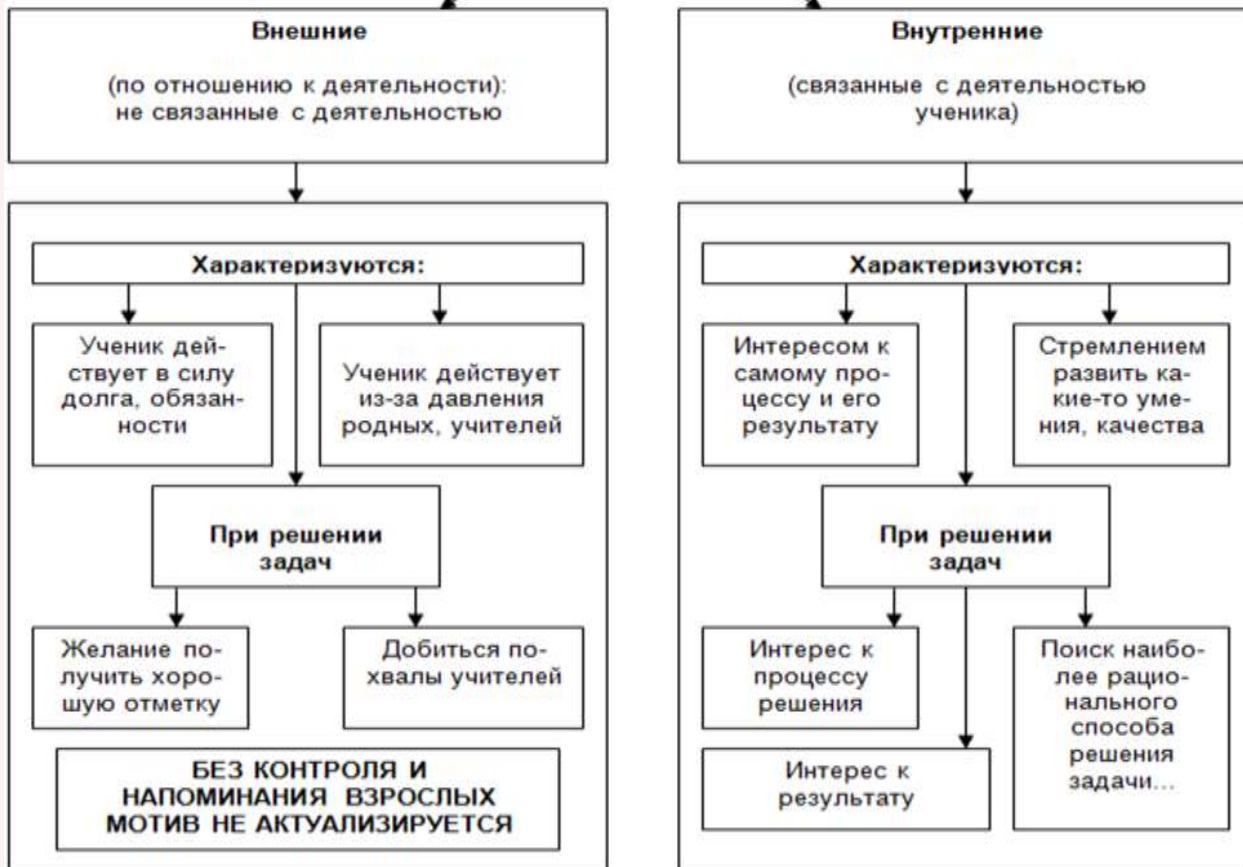 Внешние
(по отношению к деятельности):
не связанные с деятельностью
Характеризуются:
Ученик дей-
ствует в силу
долга, обязан-
ности
Ученик действует
из-за давления
родных, учителей
При решении
задач
Желание по-
лучить хоро-
шую отметку
Добиться по-
хвалы учителей
БЕЗ КОНТРОЛЯ И
НАПОМИНАНИЯ ВЗРОСЛЫХ
МОТИВ НЕ АКТУАЛИЗИРУЕТСЯ
Внутренние
(связанные с деятельностью
ученика)
Характеризуются:
Интересом к
самому про-
цессу и его
результату
Стремлением
развить ка-
кие-то уме-
ния, качества
При решении
задач
Интерес к
процессу
решения
Интерес к
результату
Поиск наибо-
лее рацио-
нального
способа
решения
задачи...